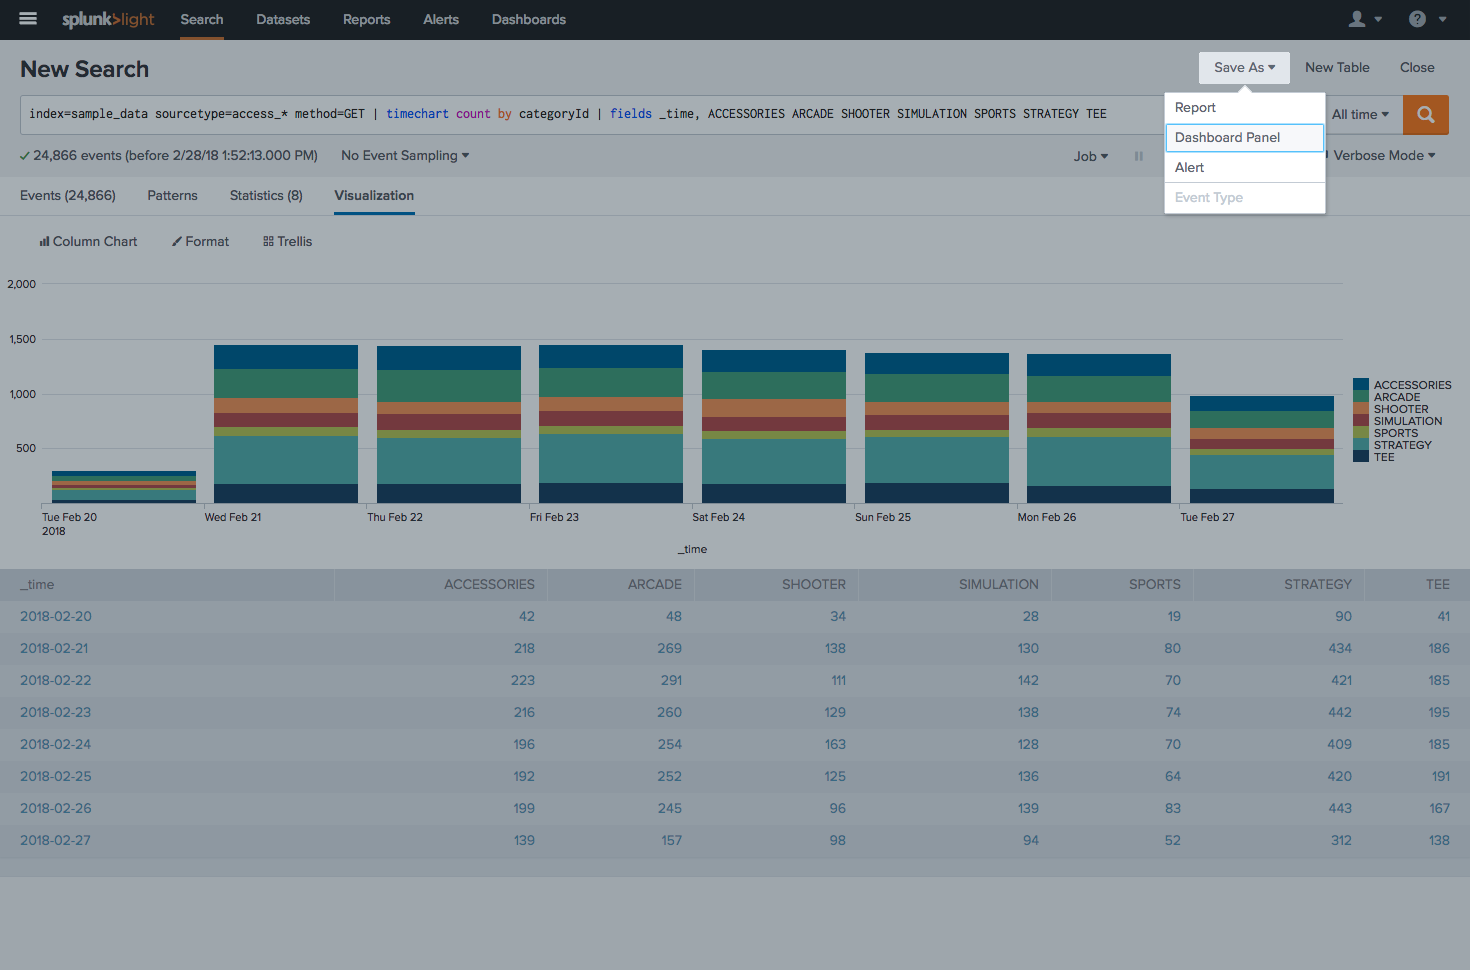 splunk>light Search Datasets Reports Alerts Dashboards ?
New Search
Save As New Table Close
index=sample_data sourcetype=access_* method=GET | timechart count by categoryId | fields _time, ACCESSORIES ARCADE SHOOTER SIMULATION SPORTS STRATEGY TEE
All time
Report
Dashboard Panel
Alert
Event Type
24,866 events (before 2/28/18 1:52:13.000 PM) No Event Sampling
Job
Verbose Mode
Events (24,866) Patterns Statistics (8) Visualization
Column Chart Format Trellis
2,000
1,500
1,000
500
ACCESSORIES
ARCADE
SHOOTER
SIMULATION
SPORTS
STRATEGY
TEE
Tue Feb 20 Wed Feb 21 Thu Feb 22 Fri Feb 23 Sat Feb 24 Sun Feb 25 Mon Feb 26 Tue Feb 27
2018
_time
_time ACCESSORIES ARCADE SHOOTER SIMULATION SPORTS STRATEGY TEE
2018-02-20 42 48 34 28 19 90 41
2018-02-21 218 269 138 130 80 434 186
2018-02-22 223 291 111 142 70 421 185
2018-02-23 216 260 129 138 74 442 195
2018-02-24 196 254 163 128 70 409 185
2018-02-25 192 252 125 136 64 420 191
2018-02-26 199 245 96 139 83 443 167
2018-02-27 139 157 98 94 52 312 138